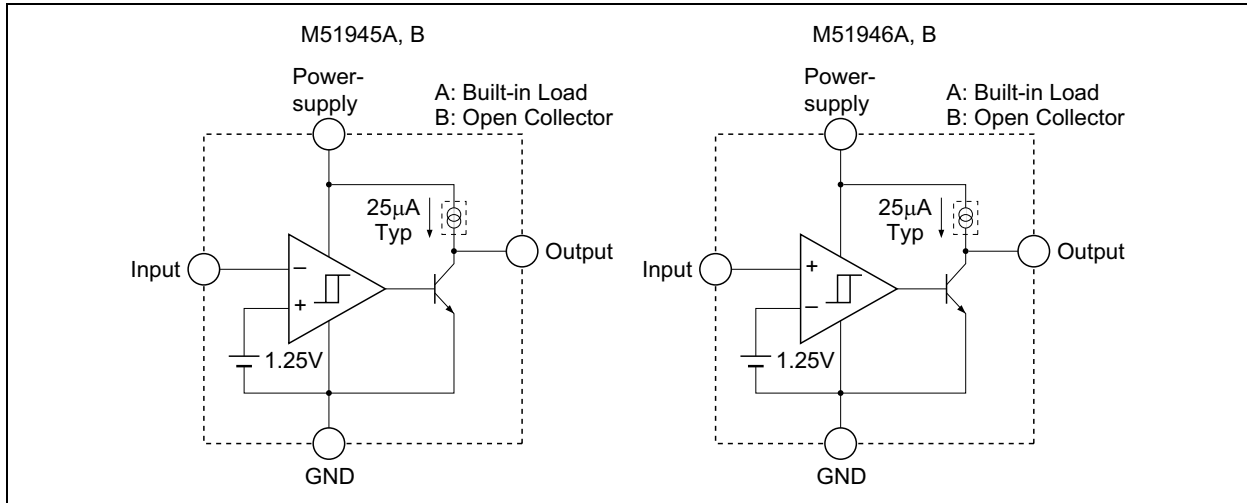 M51945A, B
Power-
supply
A: Built-in Load
B: Open Collector
25μA
Typ
Input
−
+
Output
1.25V
GND
M51946A, B
Power-
supply
A: Built-in Load
B: Open Collector
25μA
Typ
Input
+
−
Output
1.25V
GND